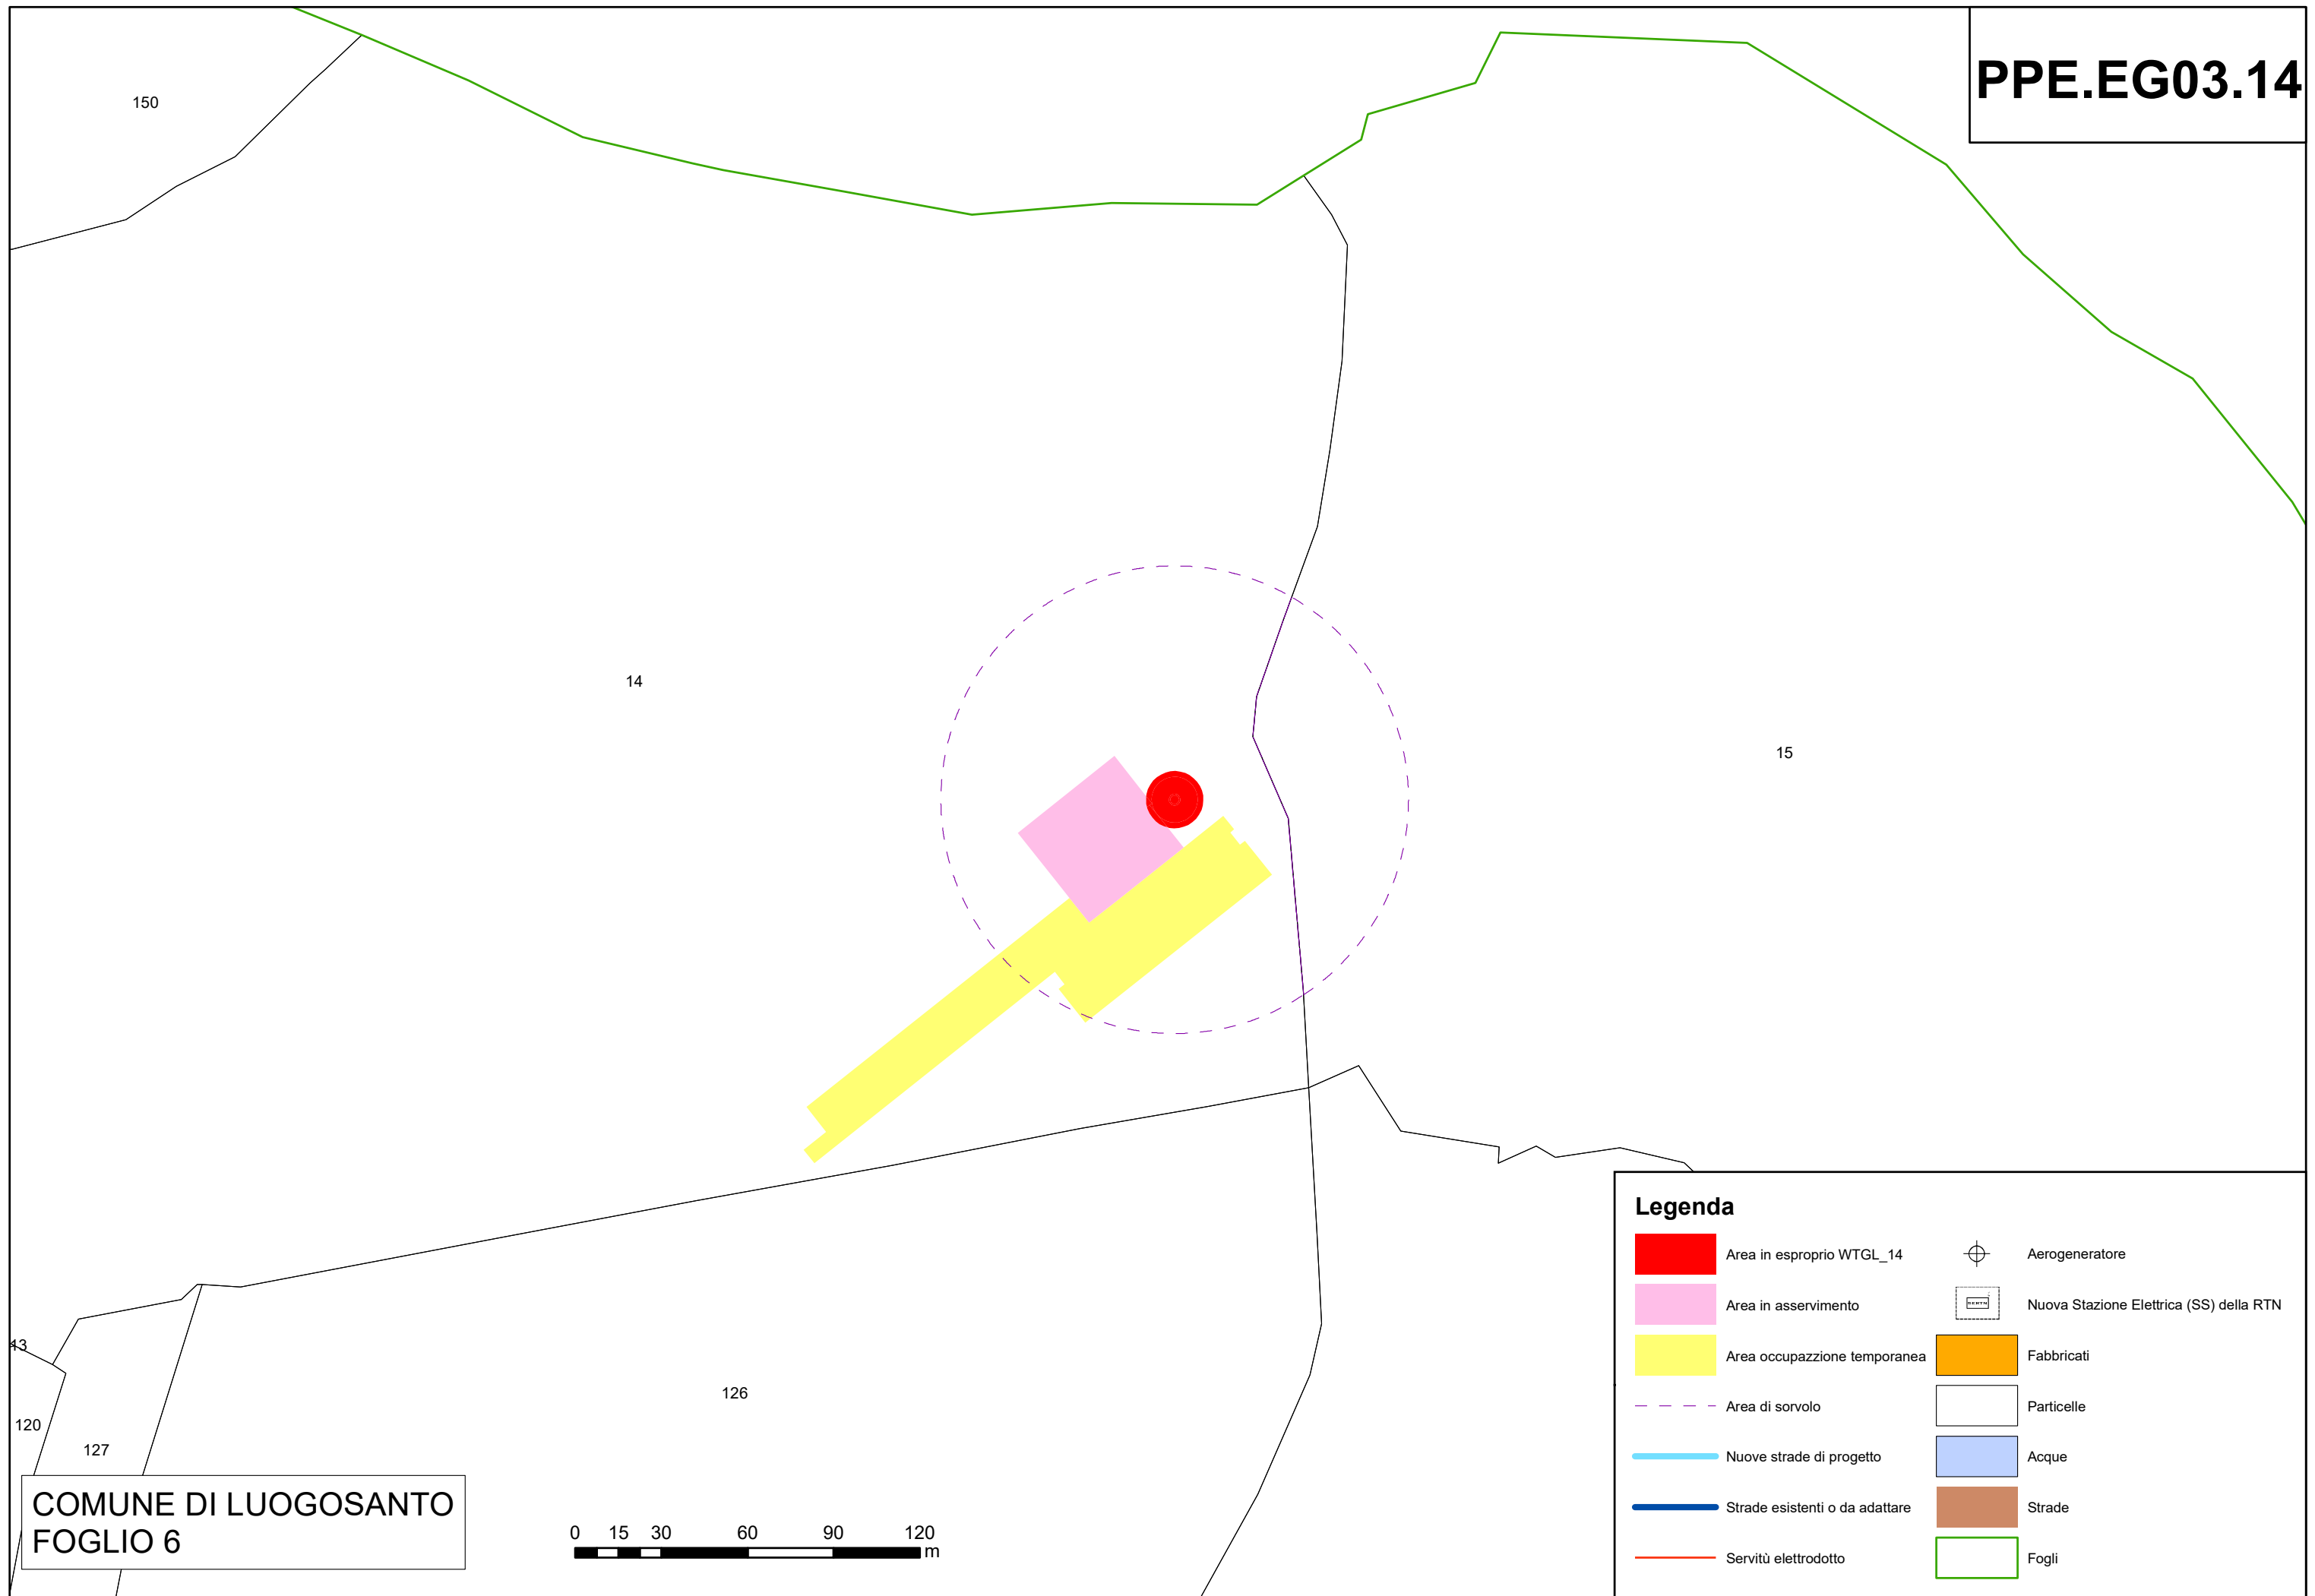 PPE.EG03.14
150
14
15
13
120
127
126
COMUNE DI LUOGOSANTO
FOGLIO 6
0 15 30 60 90 120
m
Legenda
Area in esproprio WTGL_14
Area in asservimento
Area occupazzione temporanea
Area di sorvolo
Nuove strade di progetto
Strade esistenti o da adattare
Servitù elettrodotto
Aerogeneratore
Nuova Stazione Elettrica (SS) della RTN
Fabbricati
Particelle
Acque
Strade
Fogli